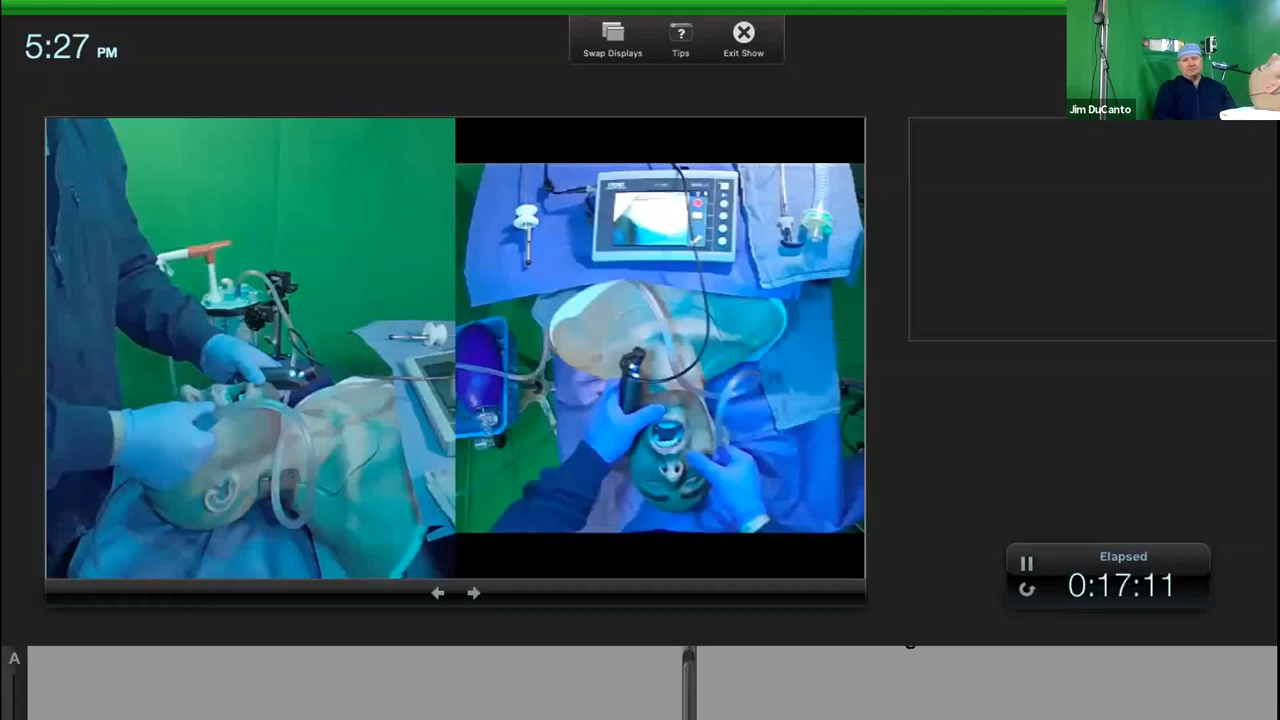 5:27 PM
Swap Displays
Tips
Exit Show
Jim DuCanto
Elapsed
0:17:11
A